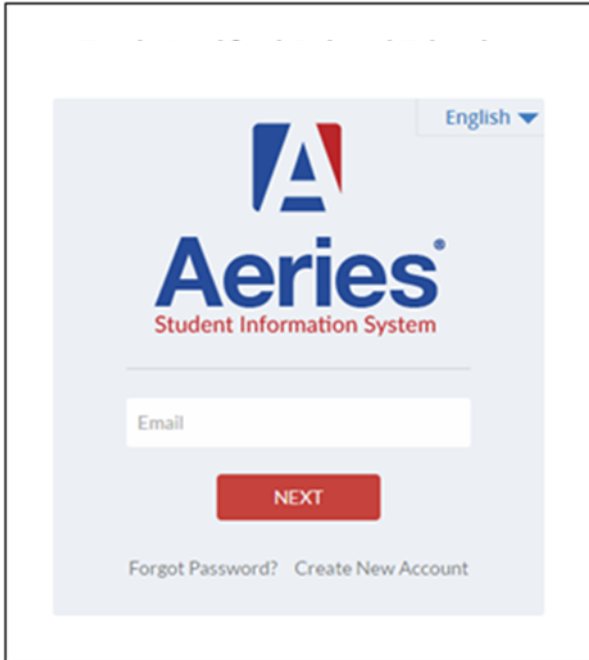 English
Aeries®
Student Information System
Email
NEXT
Forgot Password? Create New Account